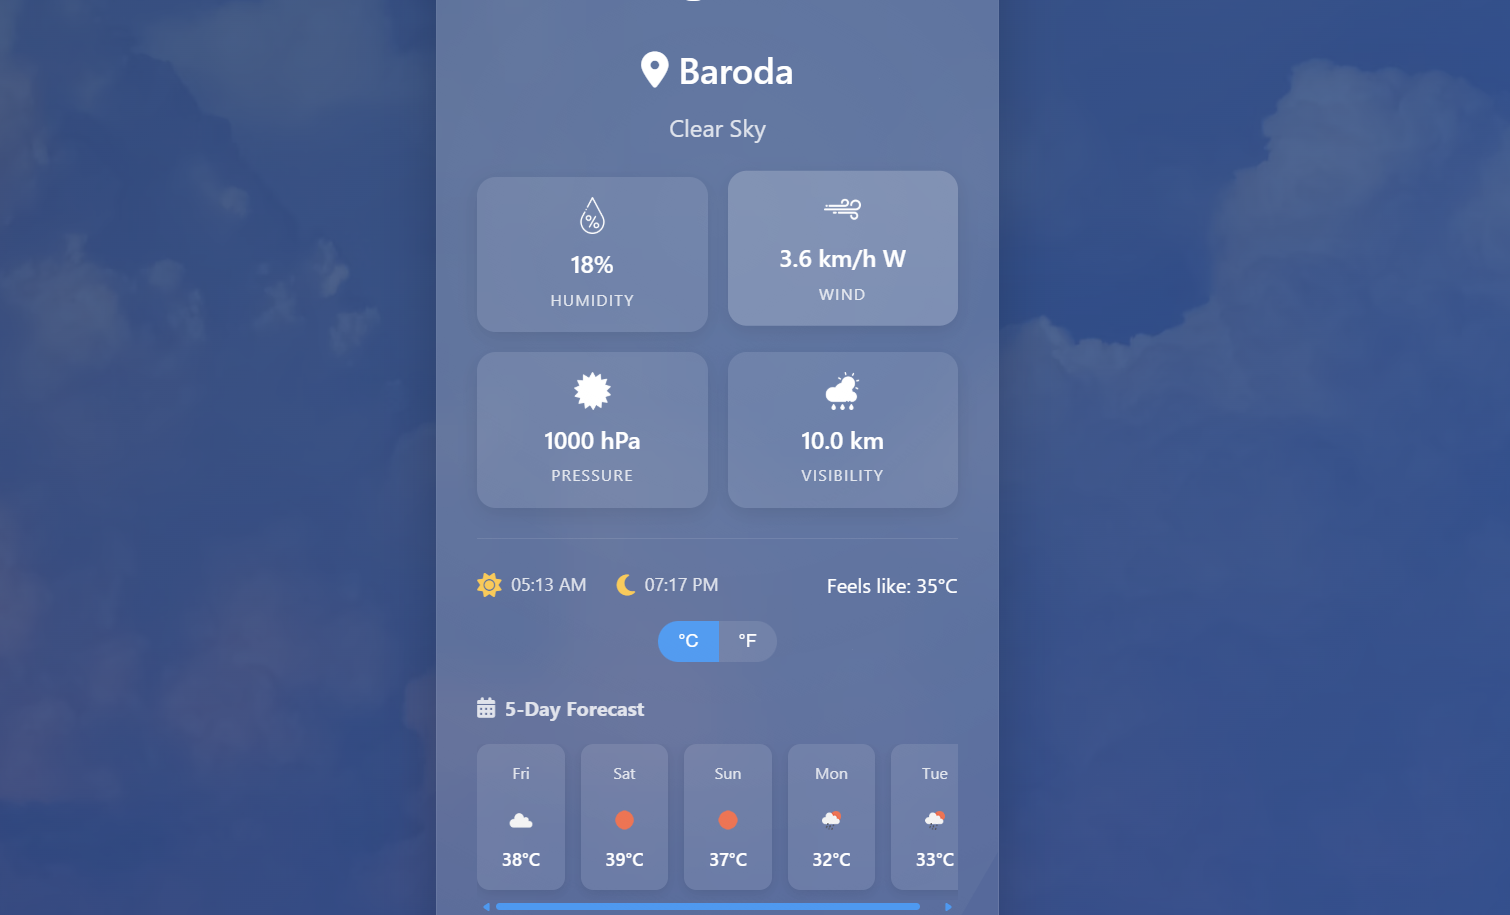 Baroda
Clear Sky
%
18%
HUMIDITY
3.6 km/h W
WIND
1000 hPa
PRESSURE
10.0 km
VISIBILITY
05:13 AM
07:17 PM
Feels like: 35°C
°C
°F
5-Day Forecast
Fri
Sat
Sun
Mon
Tue
38°C
39°C
37°C
32°C
33°C